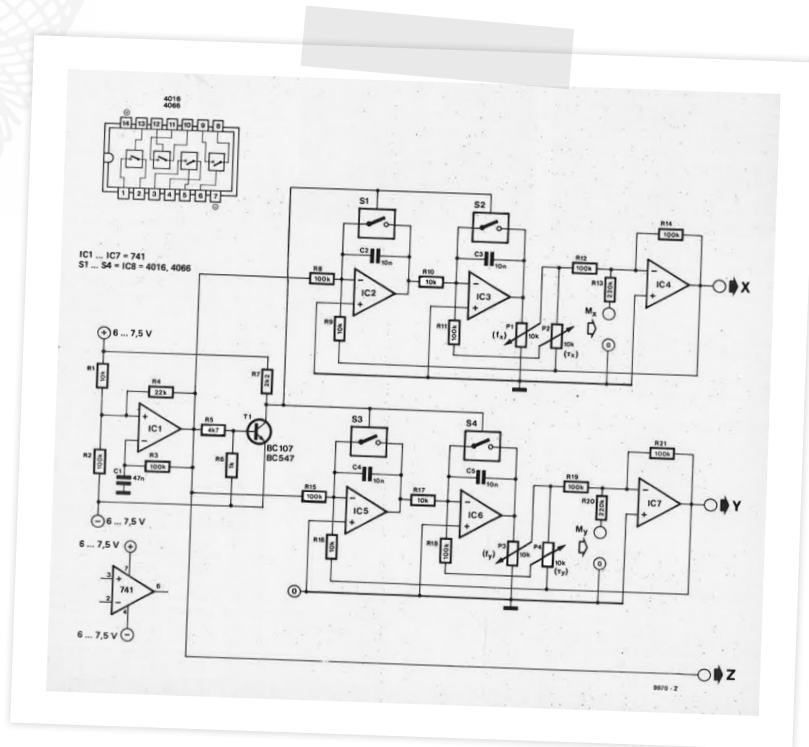 4016
4066
14 13 12 11 10 9 8
1 2 3 4 5 6 7
IC1 ... IC7 = 741
S1 ... S4 = IC8 = 4016, 4066
S1
S2
C2
10n
C3
10n
R8
100k
R10
10k
IC2
IC3
R9
10k
R11
100k
P1
10k
(fx)
P2
10k
(τx)
R12
100k
R13
220k
Mx
0
R14
100k
IC4
X
+ 6 ... 7,5 V
R1
10k
R2
100k
R4
22k
IC1
R3
100k
C1
47n
R5
4k7
R6
1k
R7
2k2
T1
BC107
BC547
- 6 ... 7,5 V
S3
S4
C4
10n
C5
10n
R15
100k
R17
10k
IC5
IC6
R16
10k
100k
P3
10k
(fy)
P4
10k
(τy)
R19
100k
R20
220k
My
0
R21
100k
IC7
Y
0
6 ... 7,5 V +
7
3 +
2 -
741
6
4
6 ... 7,5 V -
Z
9970 - 2